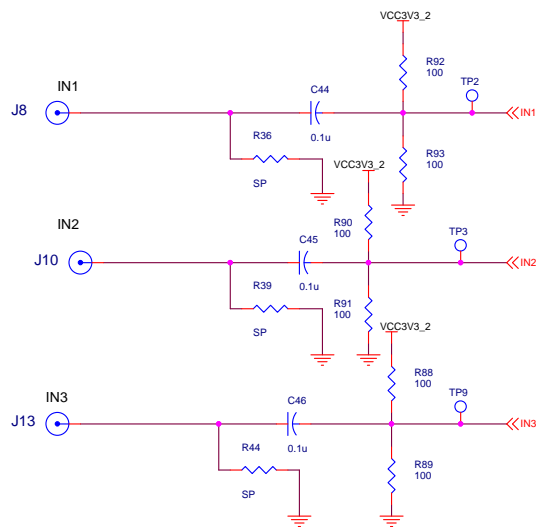 VCC3V3_2
IN1
J8
C44
0.1u
R92
100
TP2
IN1
R36
SP
R93
100
VCC3V3_2
IN2
J10
C45
0.1u
R90
100
TP3
IN2
R39
SP
R91
100
VCC3V3_2
IN3
J13
C46
0.1u
R88
100
TP9
IN3
R44
SP
R89
100